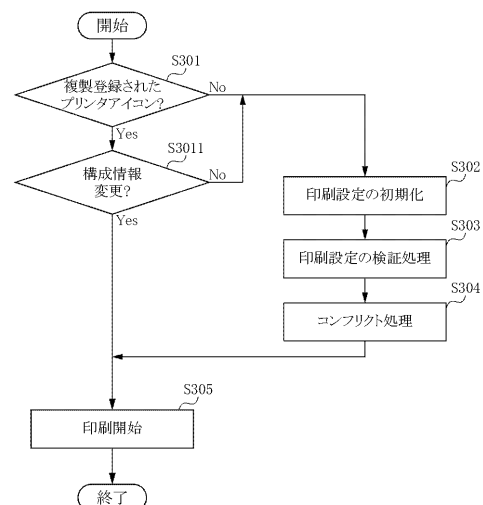 開始
S301
複製登録された
プリンタアイコン?
No
Yes
S3011
構成情報
変更?
No
Yes
S302
印刷設定の初期化
S303
印刷設定の検証処理
S304
コンフリクト処理
S305
印刷開始
終了